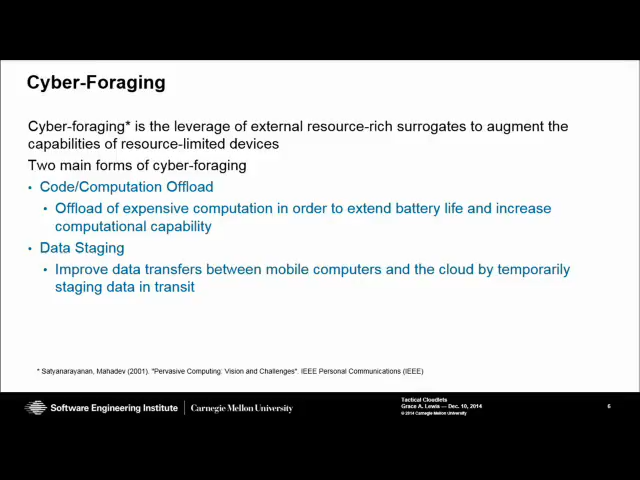 Cyber-Foraging
Cyber-foraging* is the leverage of external resource-rich surrogates to augment the
capabilities of resource-limited devices
Two main forms of cyber-foraging
• Code/Computation Offload
• Offload of expensive computation in order to extend battery life and increase
computational capability
• Data Staging
• Improve data transfers between mobile computers and the cloud by temporarily
staging data in transit
* Satyanarayanan, Mahadev (2001). "Pervasive Computing: Vision and Challenges". IEEE Personal Communications (IEEE)
Software Engineering Institute | Carnegie Mellon University
Tactical Cloudlets
Grace A. Lewis — Dec. 10, 2014
© 2014 Carnegie Mellon University
6